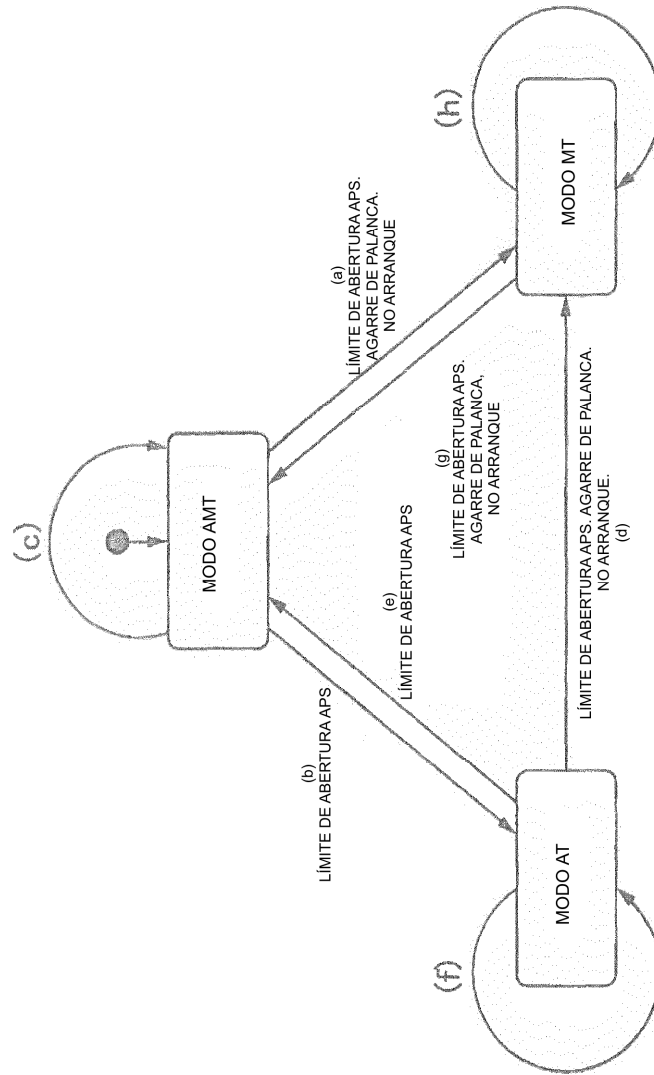 (c)
MODO AMT
(a)
LÍMITE DE ABERTURA APS.
AGARRE DE PALANCA.
NO ARRANQUE
(b)
LÍMITE DE ABERTURA APS
(e)
LÍMITE DE ABERTURA APS
(g)
LÍMITE DE ABERTURA APS.
AGARRE DE PALANCA,
NO ARRANQUE
(f)
MODO AT
LÍMITE DE ABERTURA APS. AGARRE DE PALANCA.
NO ARRANQUE.
(d)
(h)
MODO MT